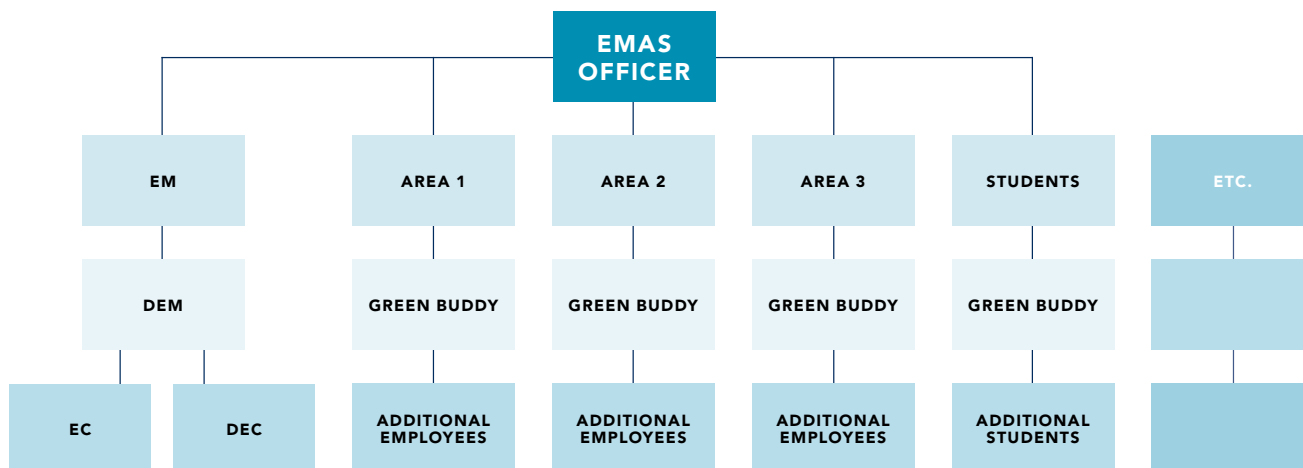 EMAS
OFFICER
EM
AREA 1
AREA 2
AREA 3
STUDENTS
ETC.
DEM
GREEN BUDDY
GREEN BUDDY
GREEN BUDDY
GREEN BUDDY
EC
DEC
ADDITIONAL
EMPLOYEES
ADDITIONAL
EMPLOYEES
ADDITIONAL
EMPLOYEES
ADDITIONAL
STUDENTS